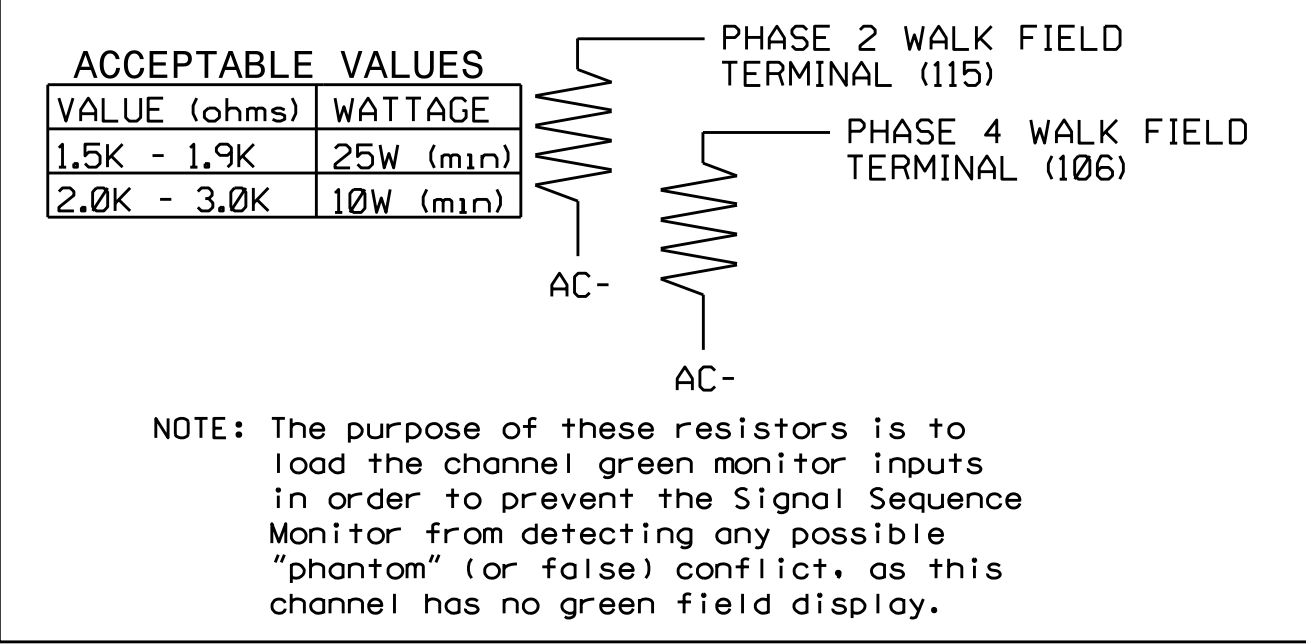 ACCEPTABLE VALUES
VALUE (ohms) WATTAGE
1.5K - 1.9K 25W (min)
2.0K - 3.0K 10W (min)
PHASE 2 WALK FIELD
TERMINAL (115)
AC-
PHASE 4 WALK FIELD
TERMINAL (106)
AC-
NOTE: The purpose of these resistors is to
load the channel green monitor inputs
in order to prevent the Signal Sequence
Monitor from detecting any possible
"phantom" (or false) conflict, as this
channel has no green field display.